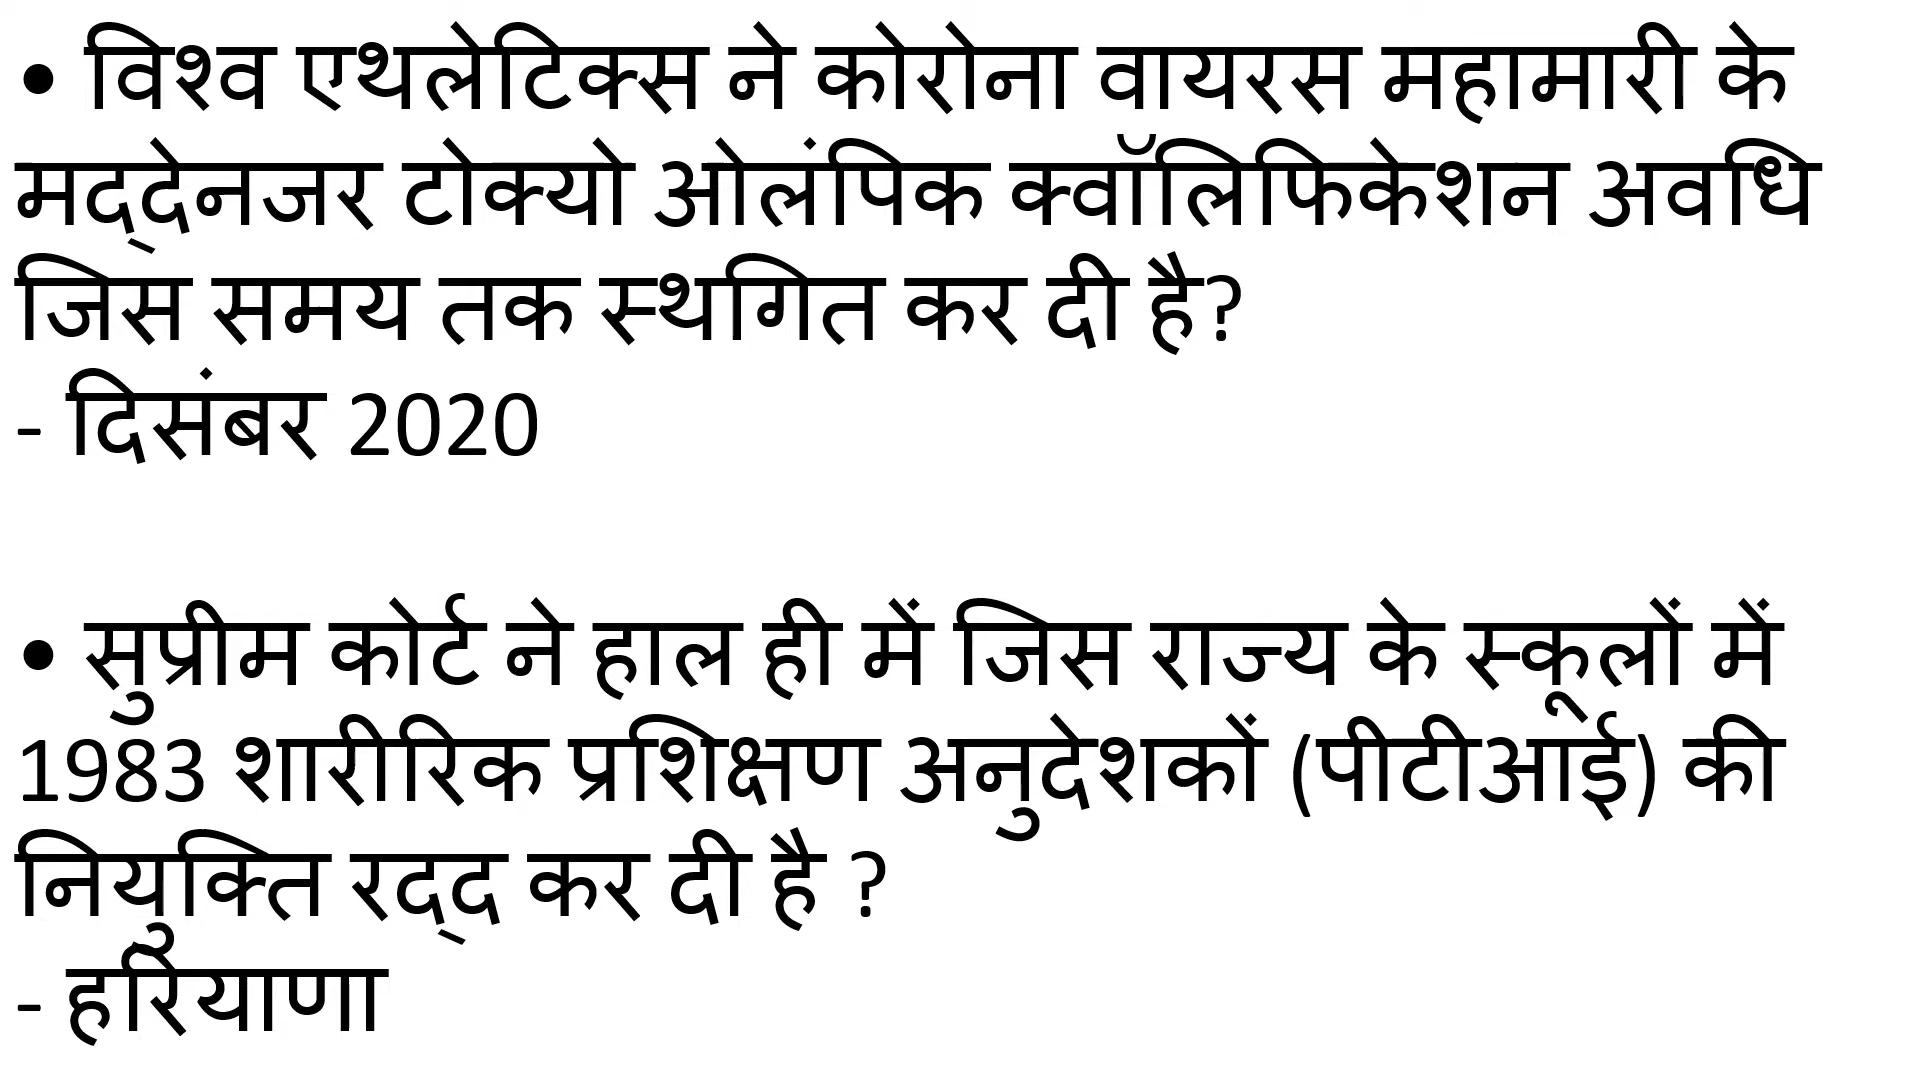 • विश्व एथलेटिक्स ने कोरोना वायरस महामारी के
मद्देनजर टोक्यो ओलंपिक क्वॉलिफिकेशन अवधि
जिस समय तक स्थगित कर दी है?
- दिसंबर 2020
• सुप्रीम कोर्ट ने हाल ही में जिस राज्य के स्कूलों में
1983 शारीरिक प्रशिक्षण अनुदेशकों (पीटीआई) की
नियुक्ति रद्द कर दी है ?
- हरियाणा